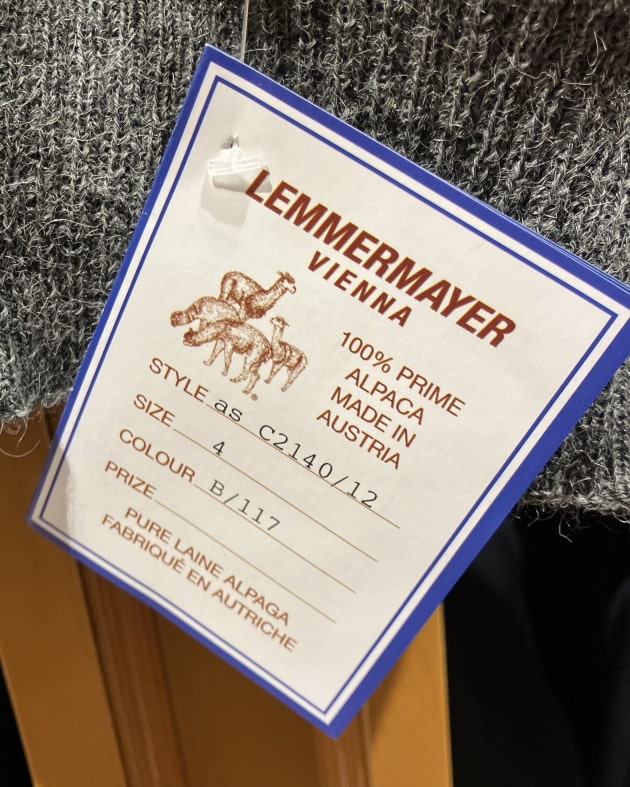 LEMMERMAYER
VIENNA
100% PRIME
ALPACA
MADE IN
AUSTRIA
STYLE as C2140/12
SIZE 4
COLOUR B/117
PRIZE
PURE LAINE ALPAGA
FABRIQUÉ EN AUTRICHE